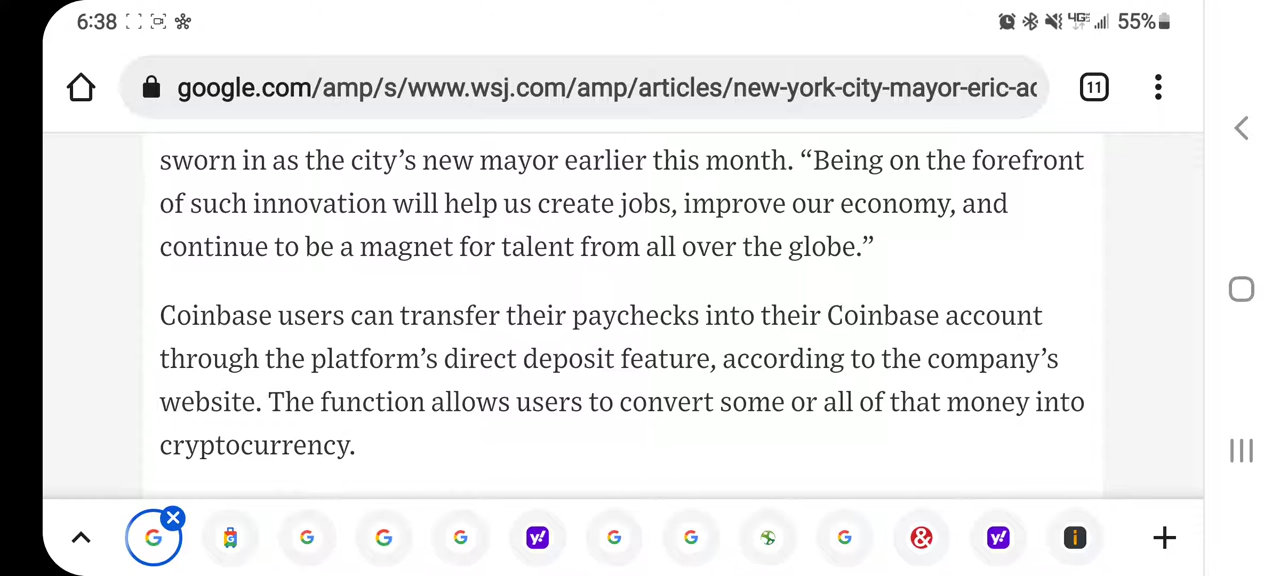 6:38
4GE
55%
google.com/amp/s/www.wsj.com/amp/articles/new-york-city-mayor-eric-ad
11
sworn in as the city’s new mayor earlier this month. “Being on the forefront
of such innovation will help us create jobs, improve our economy, and
continue to be a magnet for talent from all over the globe.”
Coinbase users can transfer their paychecks into their Coinbase account
through the platform’s direct deposit feature, according to the company’s
website. The function allows users to convert some or all of that money into
cryptocurrency.
G G G G G y! G G G & y! i